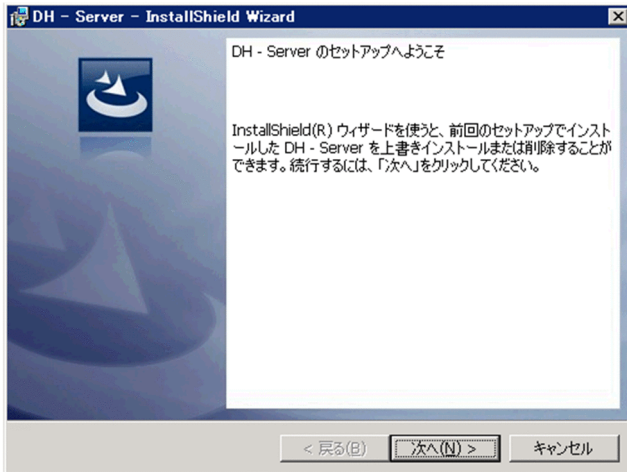 DH - Server - InstallShield Wizard
DH - Server のセットアップへようこそ
InstallShield(R) ウィザードを使うと、前回のセットアップでインスト
ールした DH - Server を上書きインストールまたは削除することが
できます。続行するには、「次へ」をクリックしてください。
< 戻る(B) 次へ(N) > キャンセル